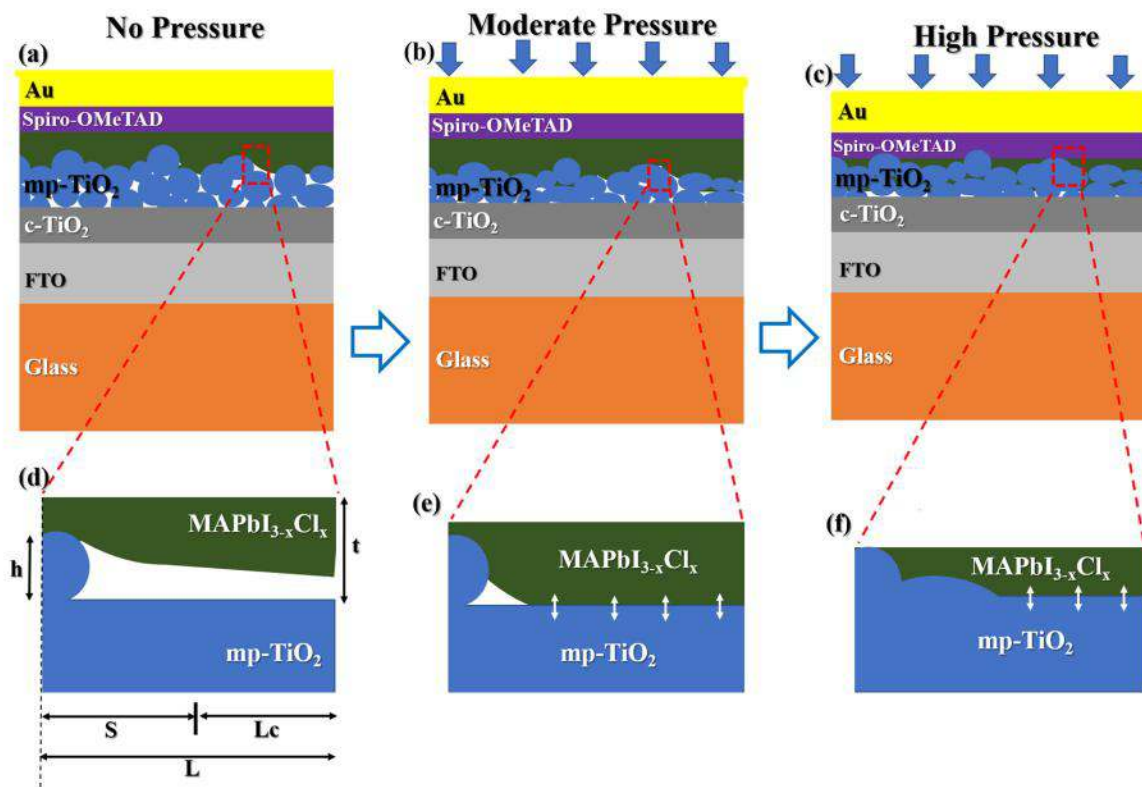 No Pressure
Moderate Pressure
High Pressure
(a)
Au
Spiro-OMeTAD
mp-TiO₂
c-TiO₂
FTO
Glass
(b)
Au
Spiro-OMeTAD
mp-TiO₂
c-TiO₂
FTO
Glass
(c)
Au
Spiro-OMeTAD
mp-TiO₂
c-TiO₂
FTO
Glass
(d)
MAPbI₃₋ₓClₓ
h
t
mp-TiO₂
S
Lc
L
(e)
MAPbI₃₋ₓClₓ
mp-TiO₂
(f)
MAPbI₃₋ₓClₓ
mp-TiO₂